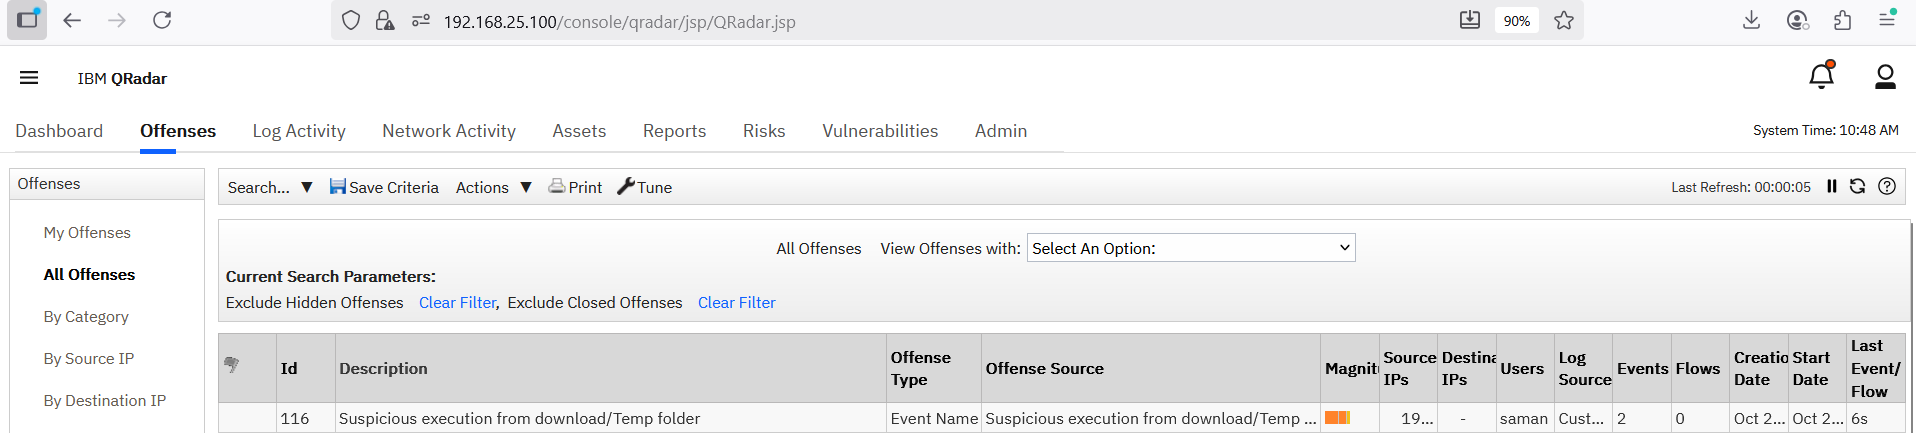 192.168.25.100/console/qradar/jsp/QRadar.jsp 90%
IBM QRadar
Dashboard Offenses Log Activity Network Activity Assets Reports Risks Vulnerabilities Admin System Time: 10:48 AM
Offenses
My Offenses
All Offenses
By Category
By Source IP
By Destination IP
Search... ▼ Save Criteria Actions ▼ Print Tune Last Refresh: 00:00:05
All Offenses View Offenses with: Select An Option:
Current Search Parameters:
Exclude Hidden Offenses Clear Filter, Exclude Closed Offenses Clear Filter
Id Description Offense Type Offense Source Magnit Source IPs Destina IPs Users Log Source Events Flows Creatio Date Start Date Last Event/ Flow
116 Suspicious execution from download/Temp folder Event Name Suspicious execution from download/Temp ... 19... - saman Cust... 2 0 Oct 2... Oct 2... 6s